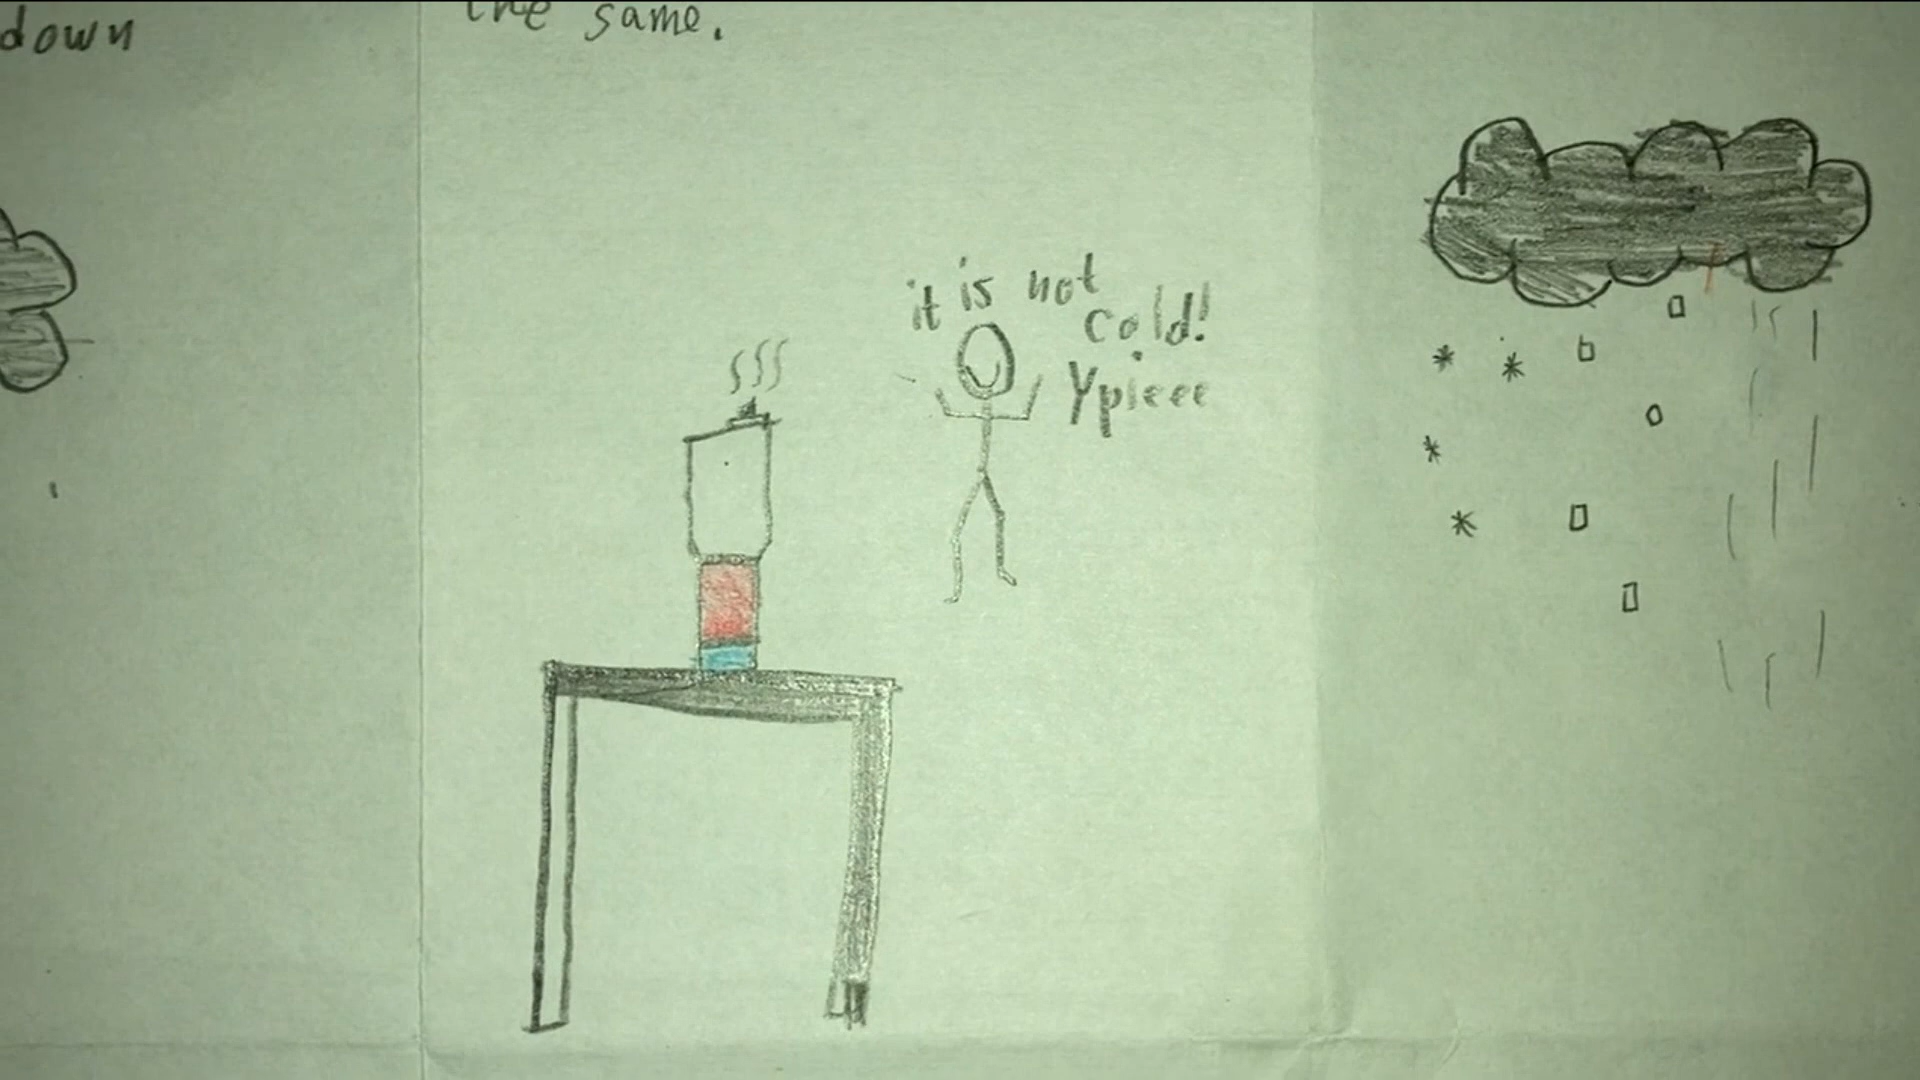 down
the same.
it is not
cold!
Ypieee